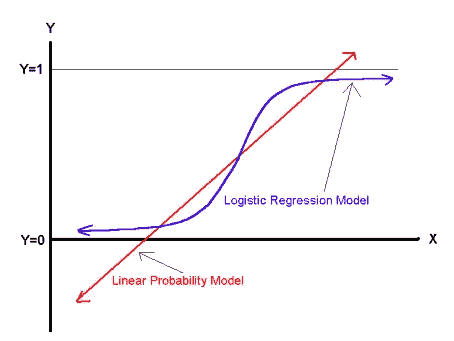 Y
Y=1
Logistic Regression Model
Y=0
X
Linear Probability Model